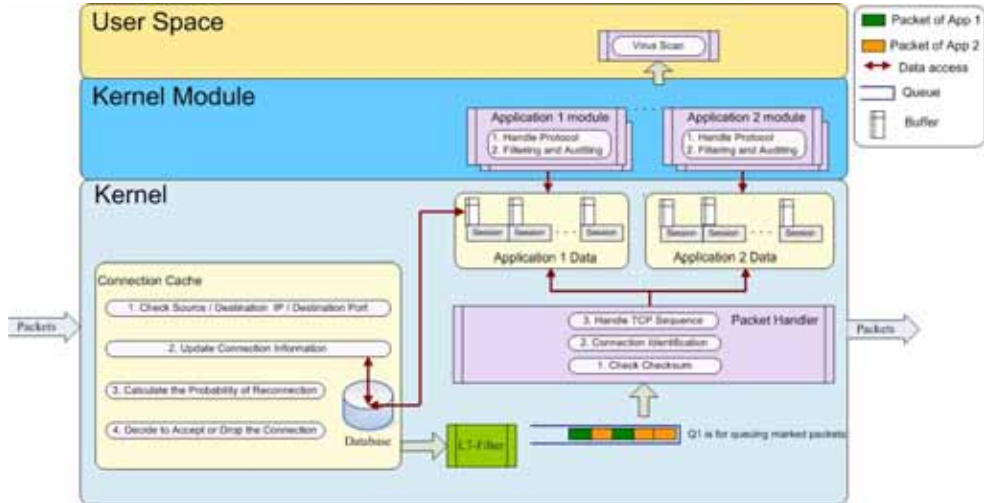 User Space
Virus Scan
Packet of App 1
Packet of App 2
Data access
Queue
Buffer
Kernel Module
Application 1 module
1. Handle Protocol
2. Filtering and Auditing
. . . .
Application 2 module
1. Handle Protocol
2. Filtering and Auditing
Kernel
Session
Session
. . .
Session
Application 1 Data
Session
Session
. . .
Session
Application 2 Data
Connection Cache
1. Check Source / Destination IP / Destination Port
2. Update Connection Information
3. Calculate the Probability of Reconnection
4. Decide to Accept or Drop the Connection
Database
Packets
3. Handle TCP Sequence
Packet Handler
2. Connection Identification
1. Check Checksum
Packets
L7-Filter
Q1 is for queuing marked packets